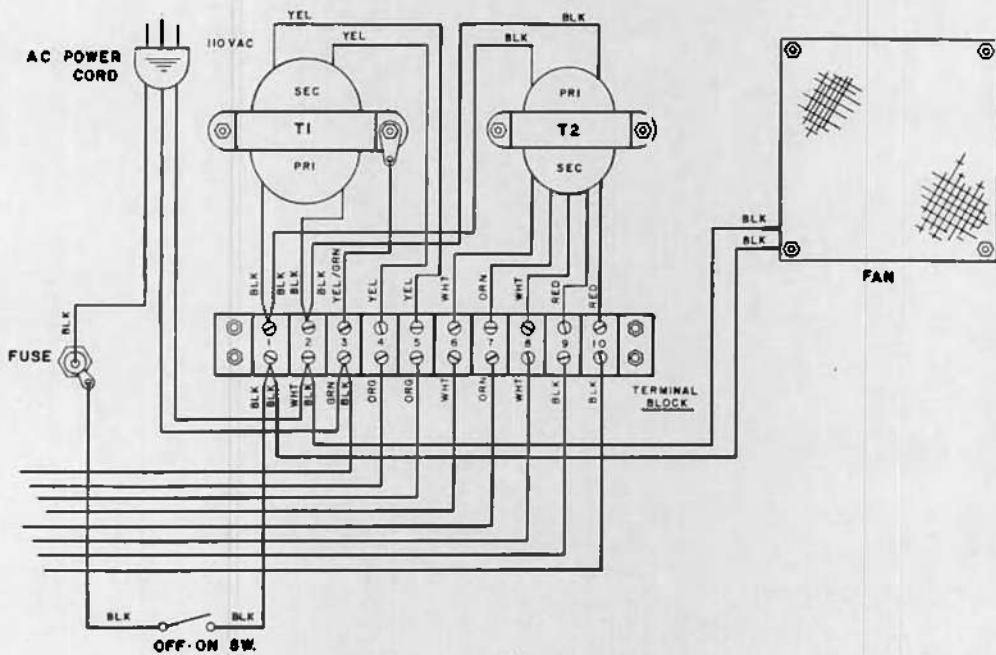 YEL
BLK
110 VAC
YEL
BLK
AC POWER
CORD
SEC
T1
PRI
PRI
T2
SEC
BLK
BLK
FAN
BLK
BLK
BLK
BLK
YEL/GRN
YEL
YEL
WHT
ORN
WHT
RED
RED
BLK
FUSE
1
2
3
4
5
6
7
8
9
10
BLK
BLK
WHT
BLK
GRN
BLK
ORG
ORG
WHT
ORN
WHT
BLK
BLK
TERMINAL
BLOCK
BLK
BLK
OFF-ON SW.